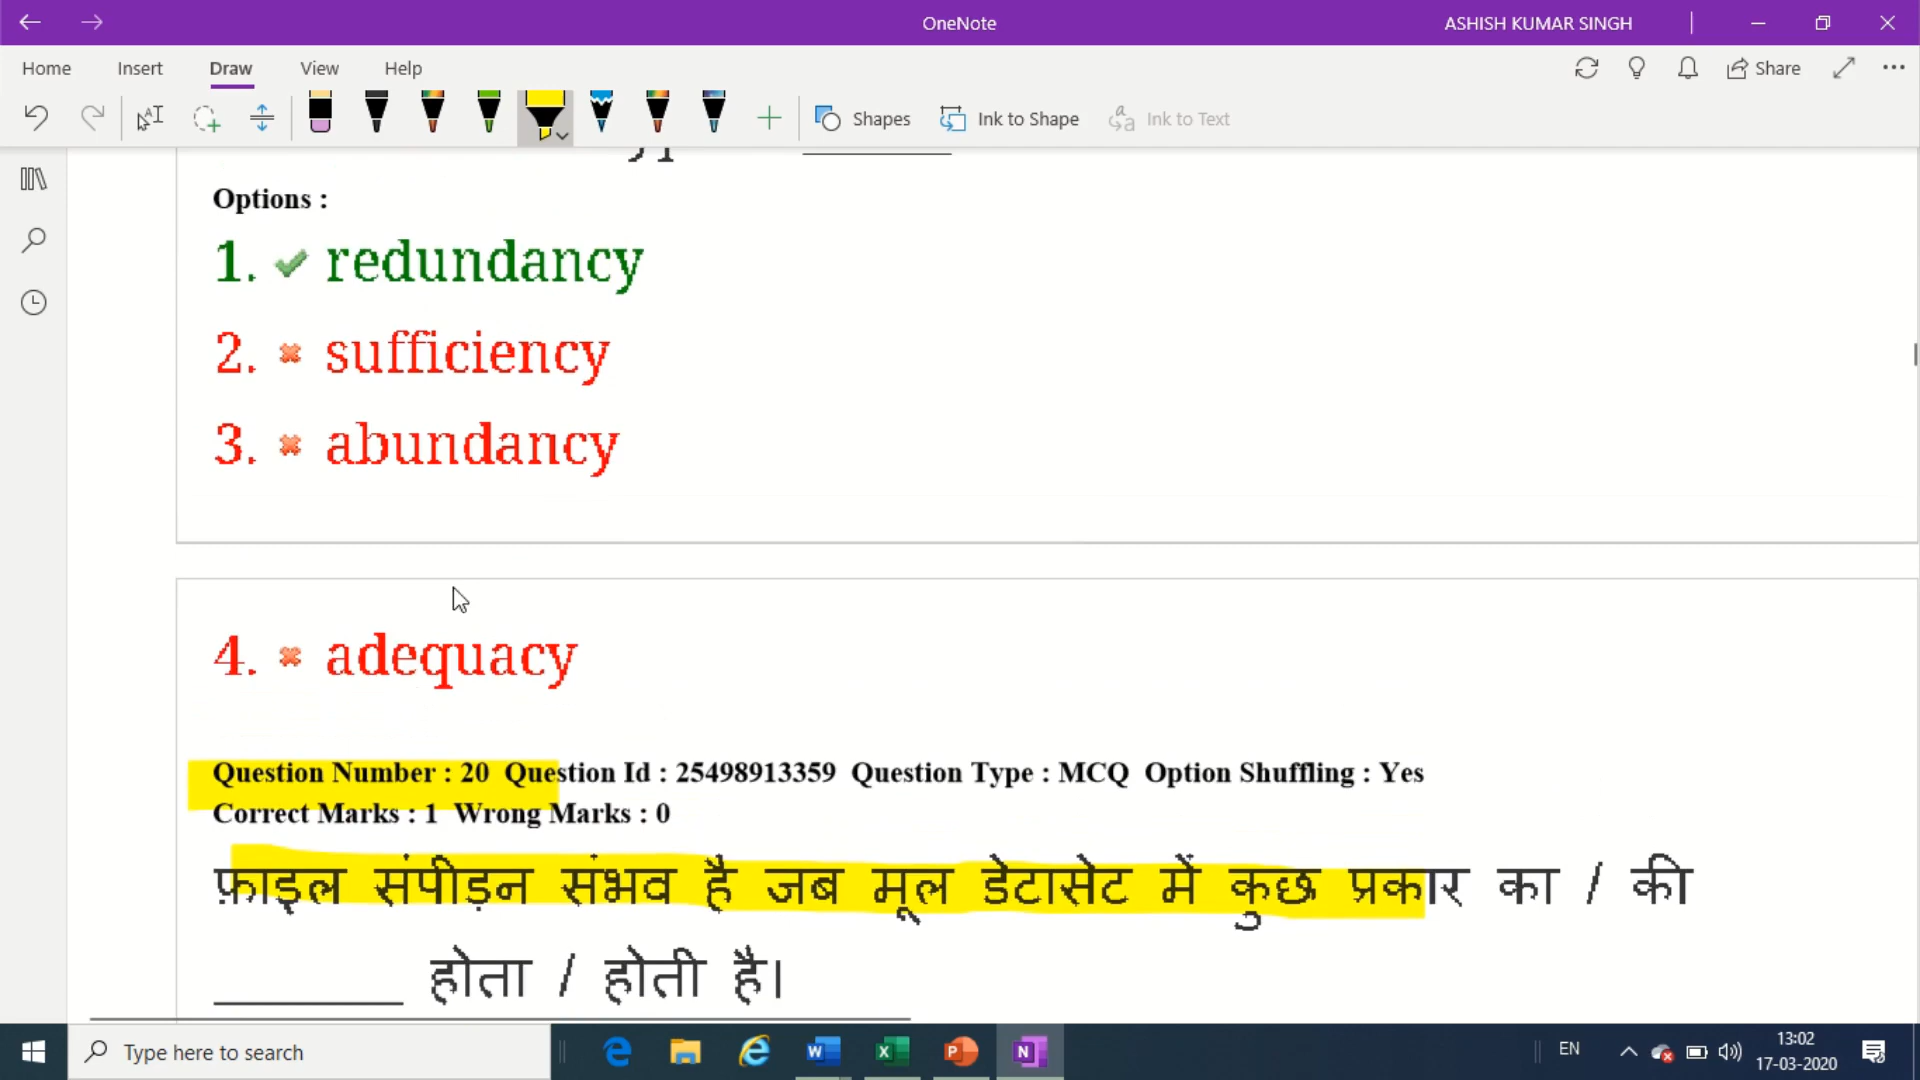 OneNote
ASHISH KUMAR SINGH
Home Insert Draw View Help
Share
Shapes Ink to Shape Ink to Text
Options :
1. redundancy
2. sufficiency
3. abundancy
4. adequacy
Question Number : 20 Question Id : 25498913359 Question Type : MCQ Option Shuffling : Yes
Correct Marks : 1 Wrong Marks : 0
फ़ाइल संपीड़न संभव है जब मूल डेटासेट में कुछ प्रकार का / की
________ होता / होती है।
Type here to search
EN
13:02
17-03-2020